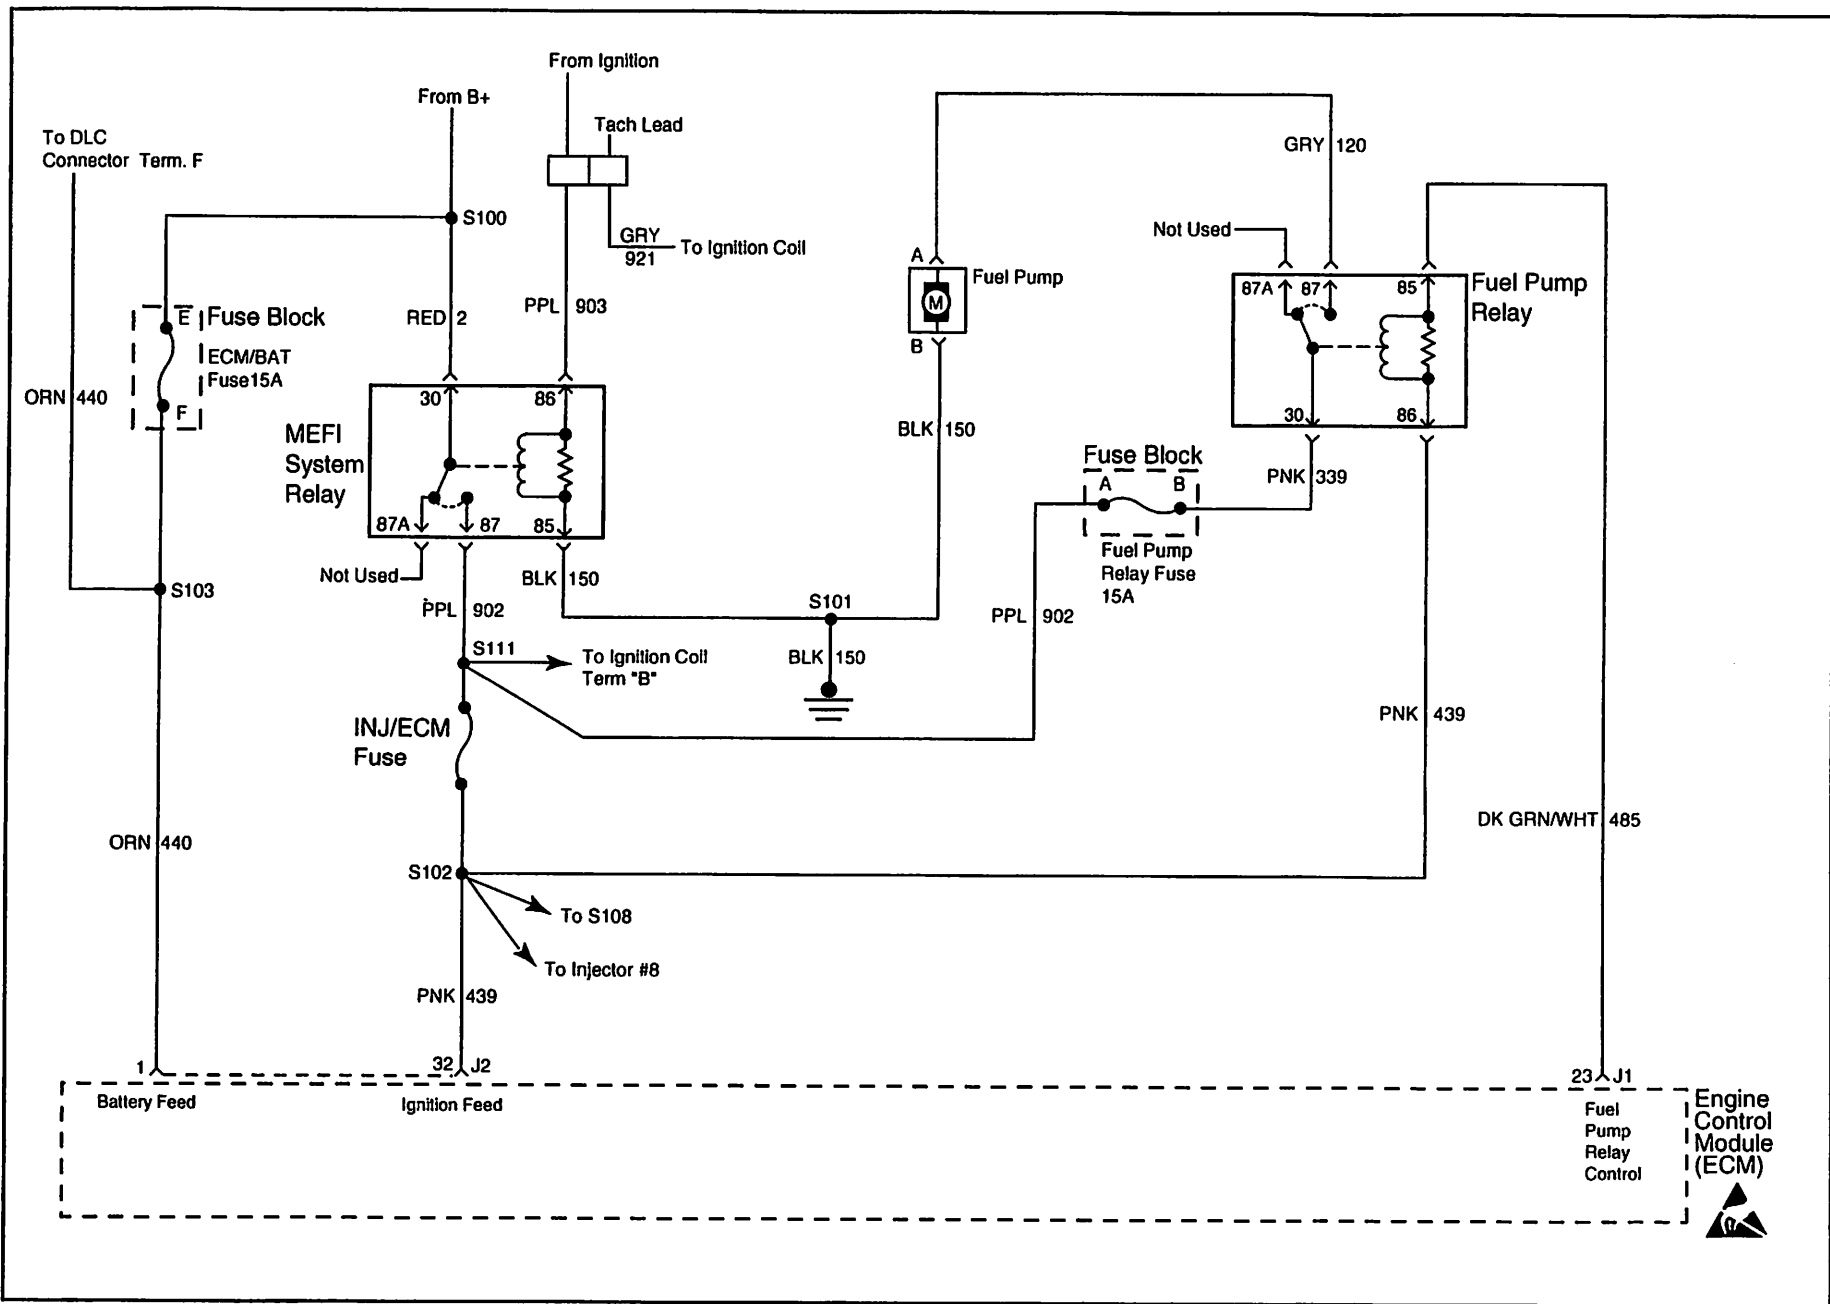 From Ignition
From B+
Tach Lead
To DLC
Connector Term. F
GRY 120
S100
Not Used
GRY
921
To Ignition Coil
A
Fuel Pump
M
B
87A 87 85
Fuel Pump
Relay
30 86
E
Fuse Block
ECM/BAT
Fuse15A
F
RED 2
PPL 903
ORN 440
30 86
MEFI
System
Relay
87A 87 85
BLK 150
Fuse Block
A B
PNK 339
Fuel Pump
Relay Fuse
15A
Not Used
BLK 150
S103
PPL 902
S101
PPL 902
S111
To Ignition Coil
Term "B"
BLK 150
INJ/ECM
Fuse
PNK 439
DK GRN/WHT 485
ORN 440
S102
To S108
To Injector #8
PNK 439
1
32 J2
23 J1
Battery Feed
Ignition Feed
Fuel
Pump
Relay
Control
Engine
Control
Module
(ECM)